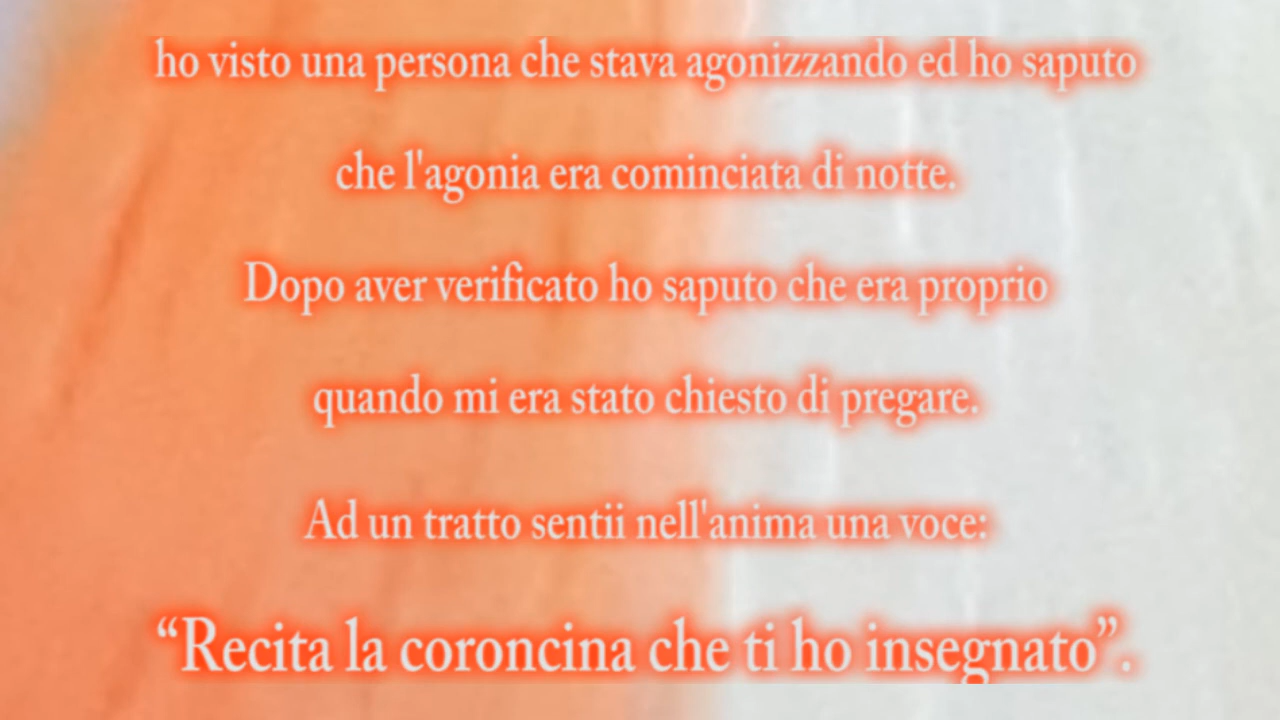 ho visto una persona che stava agonizzando ed ho saputo
che l'agonia era cominciata di notte.
Dopo aver verificato ho saputo che era proprio
quando mi era stato chiesto di pregare.
Ad un tratto sentii nell'anima una voce:
“Recita la coroncina che ti ho insegnato”.